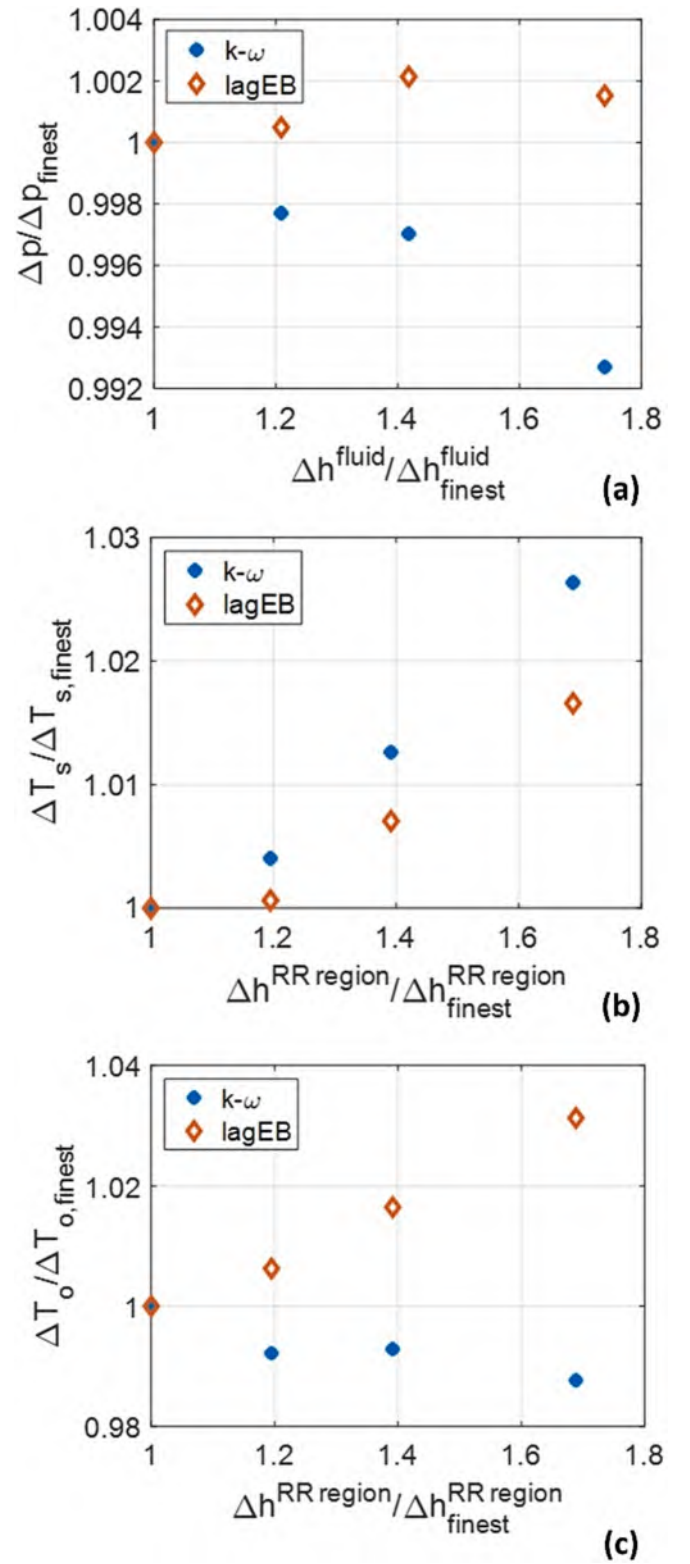 1.004
k-ω
lagEB
1.002
1
0.998
0.996
0.994
0.992
Δp/Δp_finest
1 1.2 1.4 1.6 1.8
Δh^fluid/Δh^fluid_finest
(a)
1.03
k-ω
lagEB
1.02
1.01
1
ΔT_s/ΔT_s,finest
1 1.2 1.4 1.6 1.8
Δh^RR region/Δh^RR region_finest
(b)
1.04
k-ω
lagEB
1.02
1
0.98
ΔT_o/ΔT_o,finest
1 1.2 1.4 1.6 1.8
Δh^RR region/Δh^RR region_finest
(c)